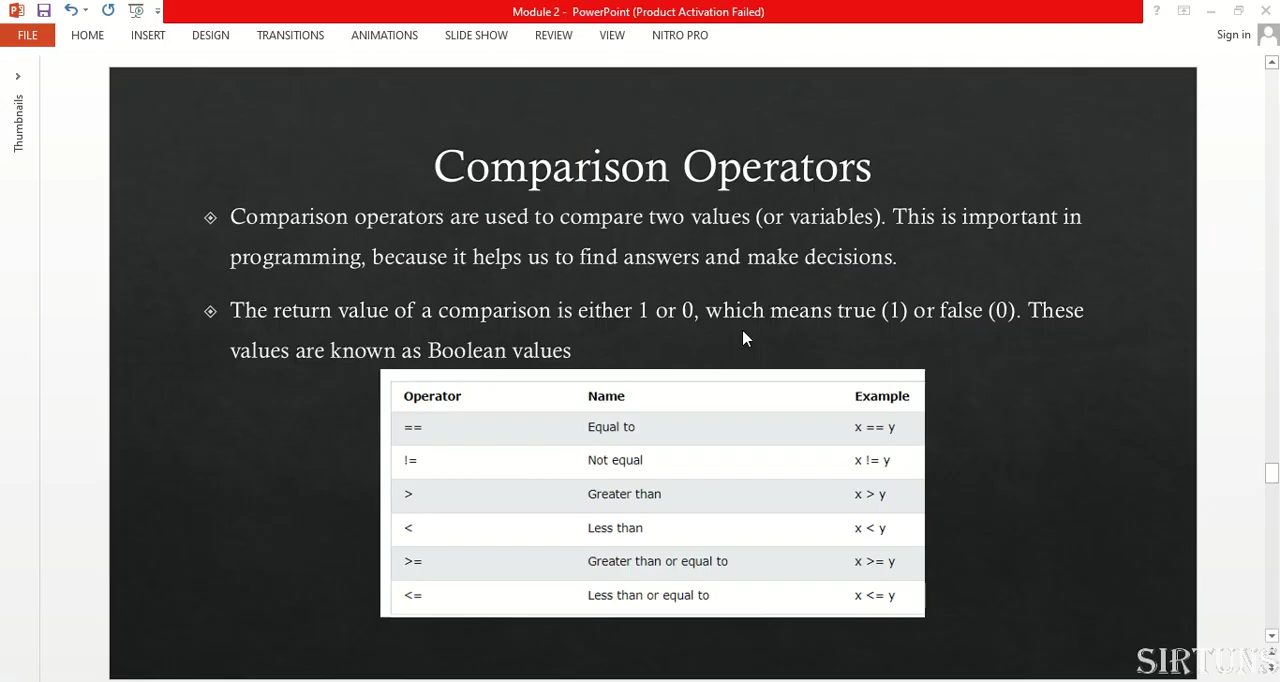 Module 2 - PowerPoint (Product Activation Failed)
FILE HOME INSERT DESIGN TRANSITIONS ANIMATIONS SLIDE SHOW REVIEW VIEW NITRO PRO Sign in
Thumbnails
Comparison Operators
Comparison operators are used to compare two values (or variables). This is important in
programming, because it helps us to find answers and make decisions.
The return value of a comparison is either 1 or 0, which means true (1) or false (0). These
values are known as Boolean values
Operator Name Example
== Equal to x == y
!= Not equal x != y
> Greater than x > y
< Less than x < y
>= Greater than or equal to x >= y
<= Less than or equal to x <= y
SIRTUNS